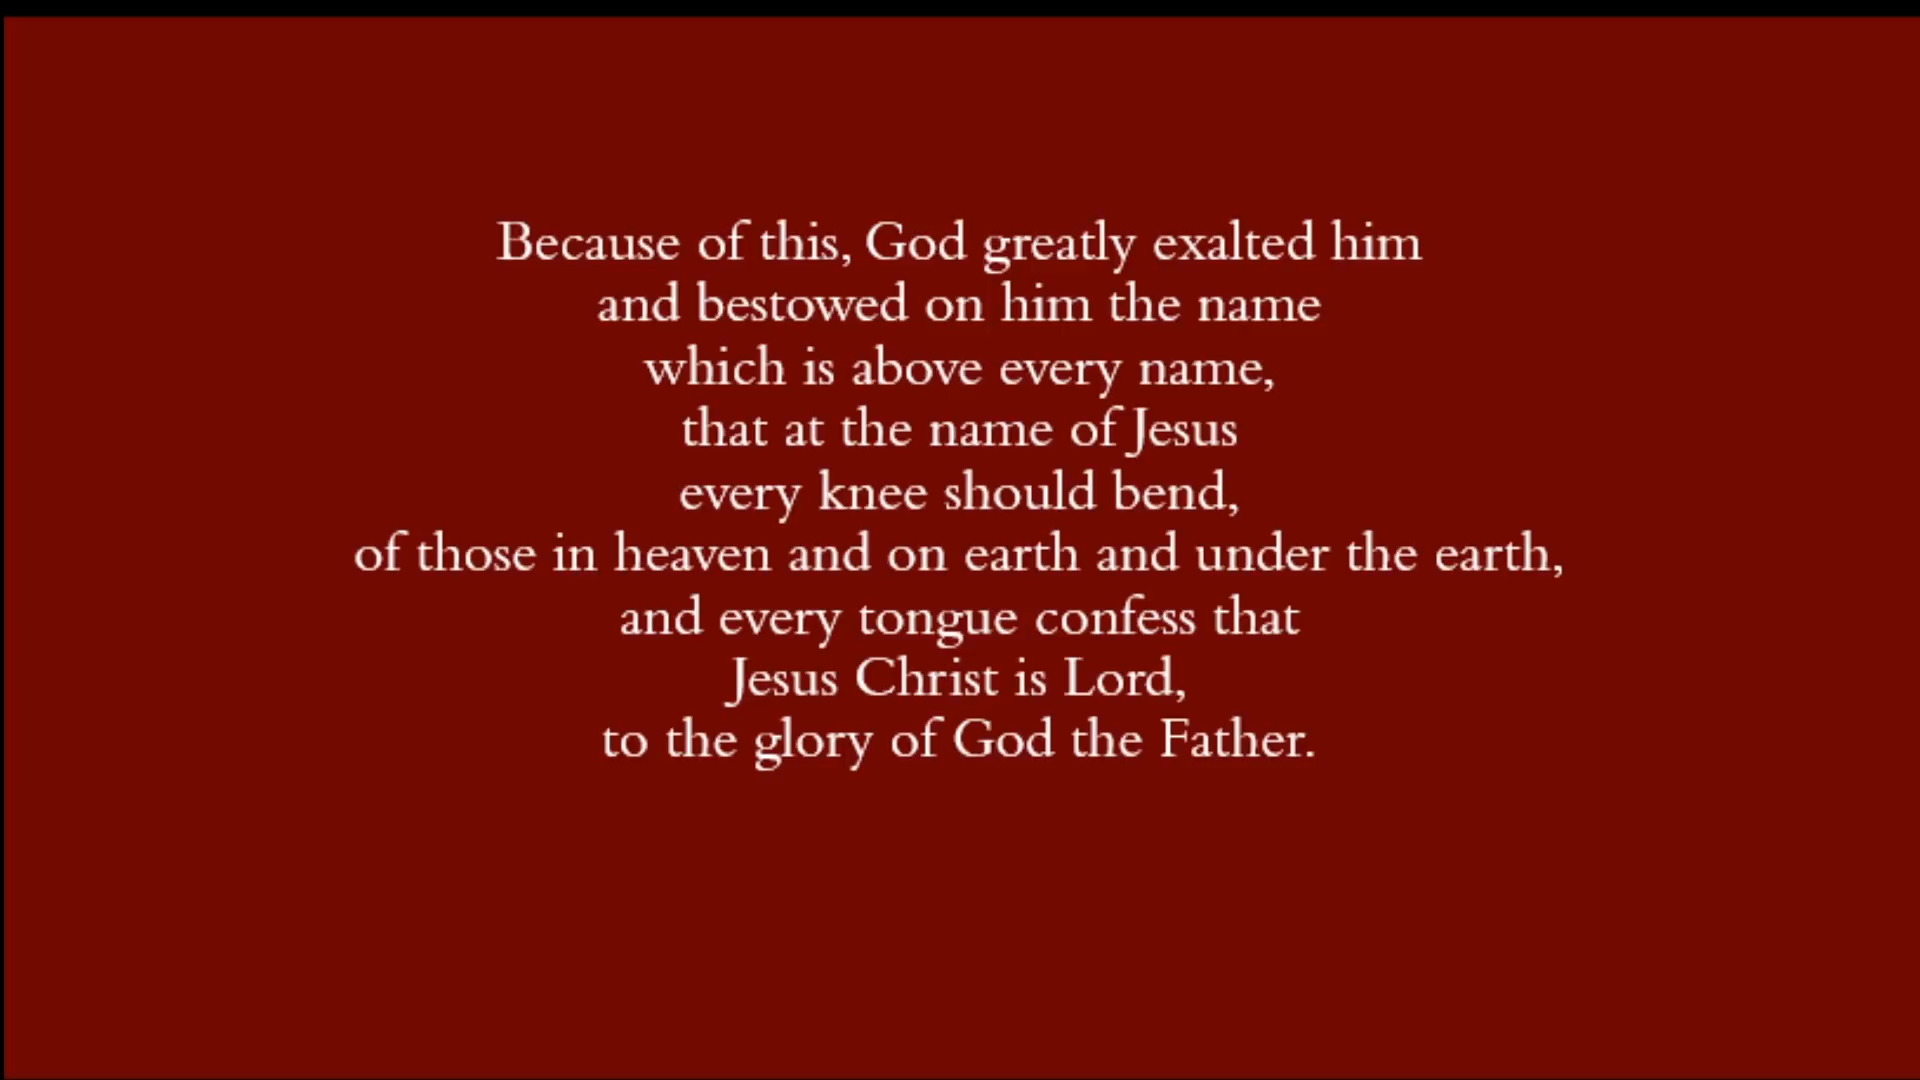 Because of this, God greatly exalted him
and bestowed on him the name
which is above every name,
that at the name of Jesus
every knee should bend,
of those in heaven and on earth and under the earth,
and every tongue confess that
Jesus Christ is Lord,
to the glory of God the Father.